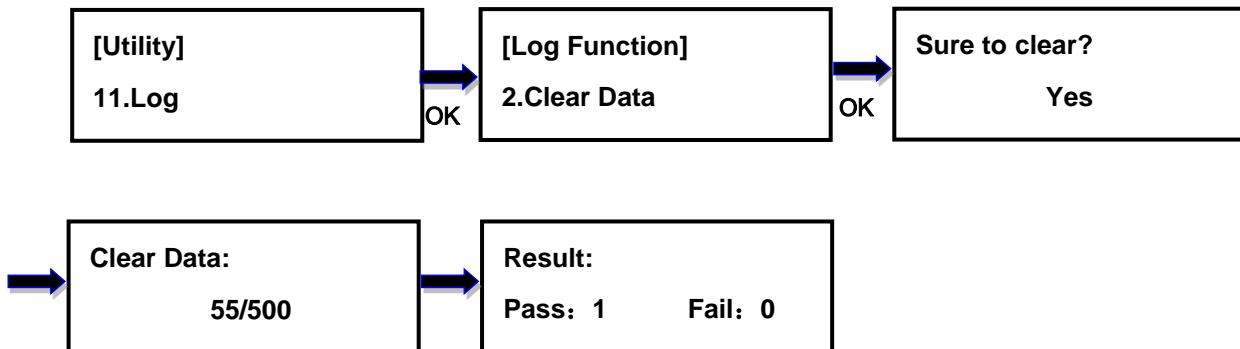 [Utility]
11.Log
OK
[Log Function]
2.Clear Data
OK
Sure to clear?
Yes
Clear Data:
55/500
Result:
Pass：1 Fail：0